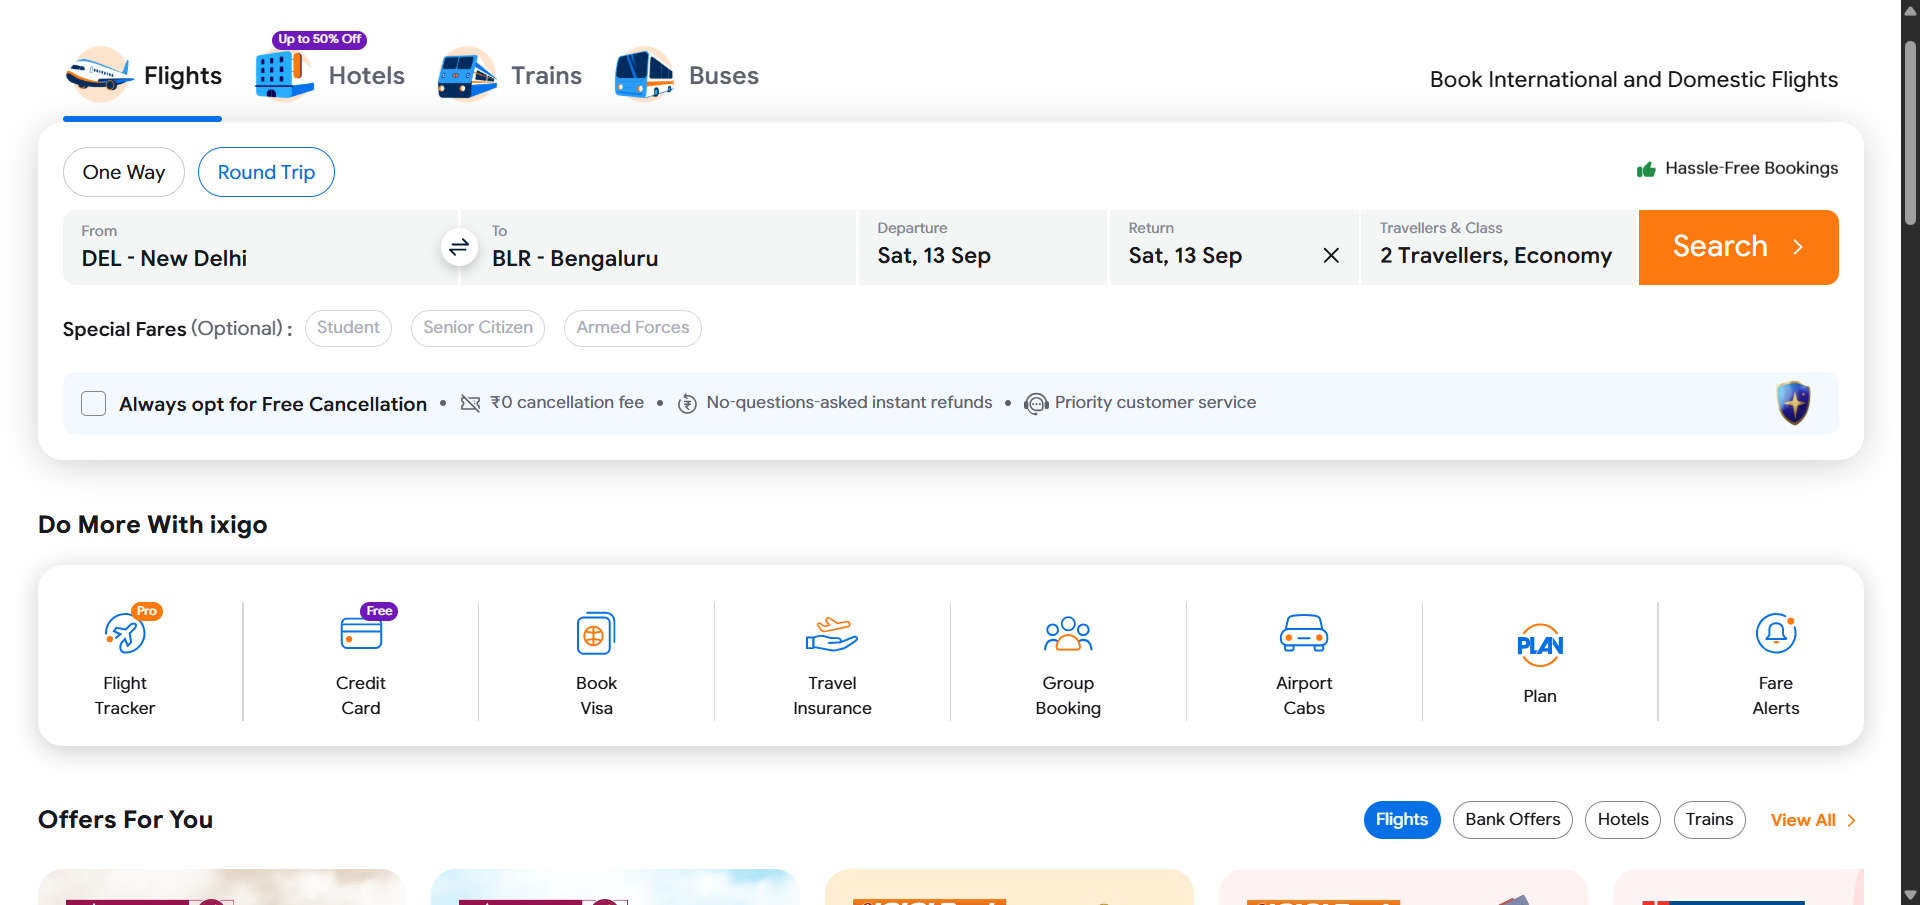 Up to 50% Off
Flights
Hotels
Trains
Buses
Book International and Domestic Flights
One Way
Round Trip
Hassle-Free Bookings
From
DEL - New Delhi
To
BLR - Bengaluru
Departure
Sat, 13 Sep
Return
Sat, 13 Sep
Travellers & Class
2 Travellers, Economy
Search
Special Fares (Optional) :
Student
Senior Citizen
Armed Forces
Always opt for Free Cancellation • ₹0 cancellation fee • No-questions-asked instant refunds • Priority customer service
Do More With ixigo
Pro
Flight
Tracker
Free
Credit
Card
Book
Visa
Travel
Insurance
Group
Booking
Airport
Cabs
PLAN
Plan
Fare
Alerts
Offers For You
Flights
Bank Offers
Hotels
Trains
View All